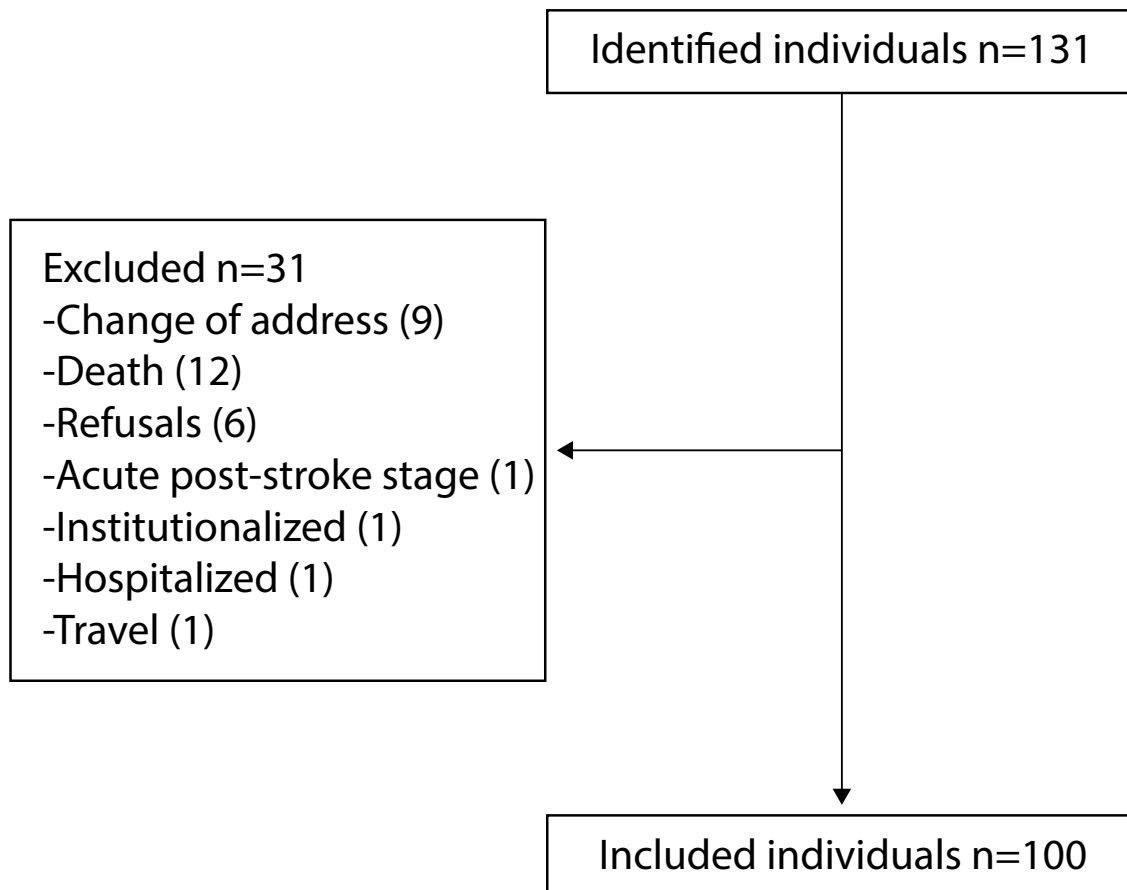 Identified individuals n=131
Excluded n=31
-Change of address (9)
-Death (12)
-Refusals (6)
-Acute post-stroke stage (1)
-Institutionalized (1)
-Hospitalized (1)
-Travel (1)
Included individuals n=100